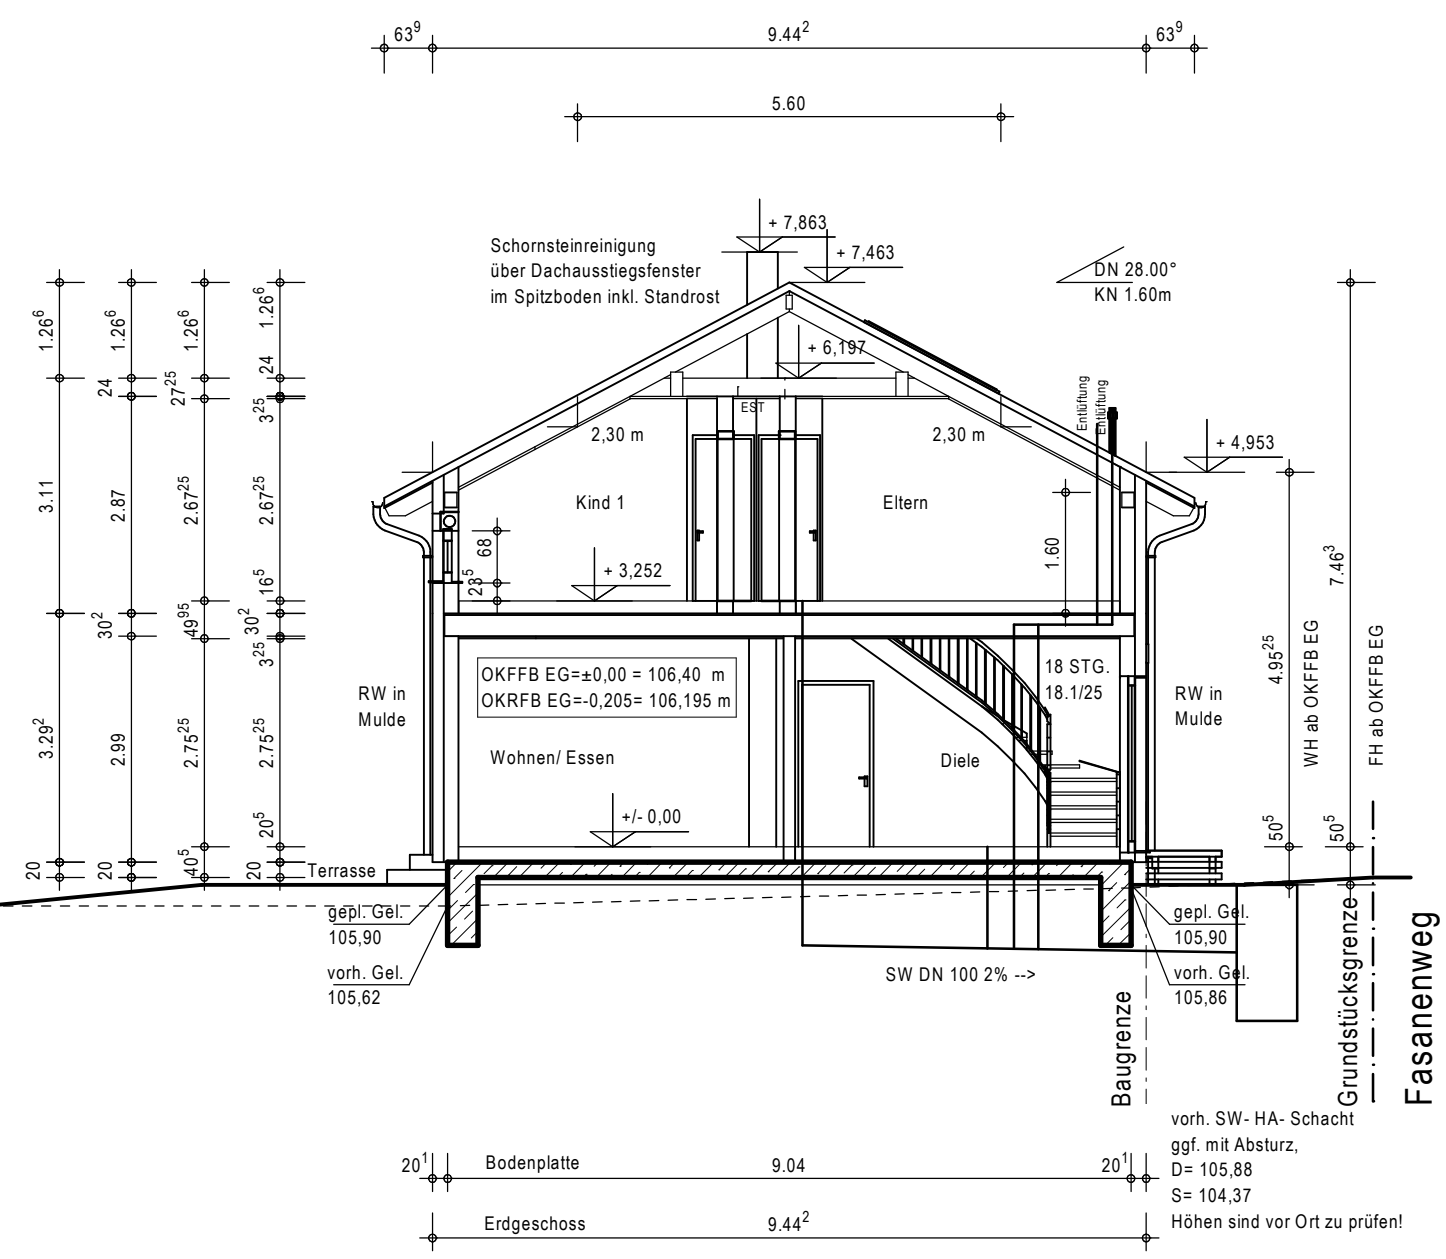 63⁹
9.44²
63⁹
5.60
+ 7,863
+ 7,463
Schornsteinreinigung
über Dachausstiegsfenster
im Spitzboden inkl. Standrost
DN 28.00°
KN 1.60m
+ 6,197
EST
2,30 m
2,30 m
Entlüftung
Entlüftung
+ 4,953
Kind 1
Eltern
68
23⁵
+ 3,252
1.60
1.26⁶
3.11
3.29²
20
1.26⁶
24
2.87
30²
2.99
20
1.26⁶
27²⁵
2.67²⁵
49⁹⁵
2.75²⁵
40⁵
1.26⁶
24
3²⁵
2.67²⁵
16⁵
30²
3²⁵
2.75²⁵
20⁵
20
OKFFB EG=±0,00 = 106,40 m
OKRFB EG=-0,205= 106,195 m
18 STG.
18.1/25
RW in
Mulde
RW in
Mulde
Wohnen/ Essen
Diele
+/- 0,00
4.95²⁵
50⁵
WH ab OKFFB EG
7.46³
50⁵
FH ab OKFFB EG
Terrasse
gepl. Gel.
105,90
vorh. Gel.
105,62
gepl. Gel.
105,90
vorh. Gel.
105,86
SW DN 100 2% -->
Baugrenze
Grundstücksgrenze
Fasanenweg
vorh. SW- HA- Schacht
ggf. mit Absturz,
D= 105,88
S= 104,37
Höhen sind vor Ort zu prüfen!
20¹
Bodenplatte
9.04
20¹
Erdgeschoss
9.44²